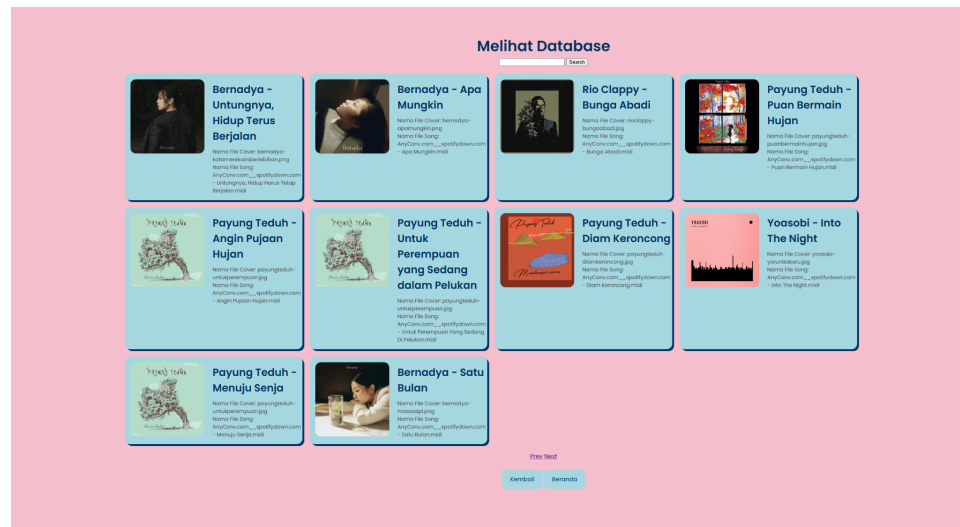 Melihat Database
Search
Bernadya -
Untungnya,
Hidup Terus
Berjalan
Nama File Cover: bernadya-
katamerekainiberlebihan.png
Nama File Song:
AnyConv.com__spotifydown.com
- Untungnya, Hidup Harus Tetap
Berjalan.midi
Bernadya - Apa
Mungkin
Nama File Cover: bernadya-
apamungkin.png
Nama File Song:
AnyConv.com__spotifydown.com
- Apa Mungkin.midi
Rio Clappy -
Bunga Abadi
Nama File Cover: rioclappy-
bungaabadi.jpg
Nama File Song:
AnyConv.com__spotifydown.com
- Bunga Abadi.midi
Payung Teduh -
Puan Bermain
Hujan
Nama File Cover: payungteduh-
puanbermainhujan.jpg
Nama File Song:
AnyConv.com__spotifydown.com
- Puan Bermain Hujan.midi
PAYUNG TEDUH
Payung Teduh -
Angin Pujaan
Hujan
Nama File Cover: payungteduh-
untukperempuan.jpg
Nama File Song:
AnyConv.com__spotifydown.com
- Angin Pujaan Hujan.midi
PAYUNG TEDUH
Payung Teduh -
Untuk
Perempuan
yang Sedang
dalam Pelukan
Nama File Cover: payungteduh-
untukperempuan.jpg
Nama File Song:
AnyConv.com__spotifydown.com
- Untuk Perempuan Yang Sedang
Di Pelukan.midi
Payung Teduh
Payung Teduh -
Diam Keroncong
Nama File Cover: payungteduh-
diamkeroncong.jpg
Nama File Song:
AnyConv.com__spotifydown.com
- Diam Keroncong.midi
YOASOBI
Yoasobi - Into
The Night
Nama File Cover: yoasobi-
yorunikakeru.jpg
Nama File Song:
AnyConv.com__spotifydown.com
- Into The Night.midi
PAYUNG TEDUH
Payung Teduh -
Menuju Senja
Nama File Cover: payungteduh-
untukperempuan.jpg
Nama File Song:
AnyConv.com__spotifydown.com
- Menuju Senja.midi
Bernadya
Bernadya - Satu
Bulan
Nama File Cover: bernadya-
masasepi.png
Nama File Song:
AnyConv.com__spotifydown.com
- Satu Bulan.midi
Prev Next
Kembali
Beranda